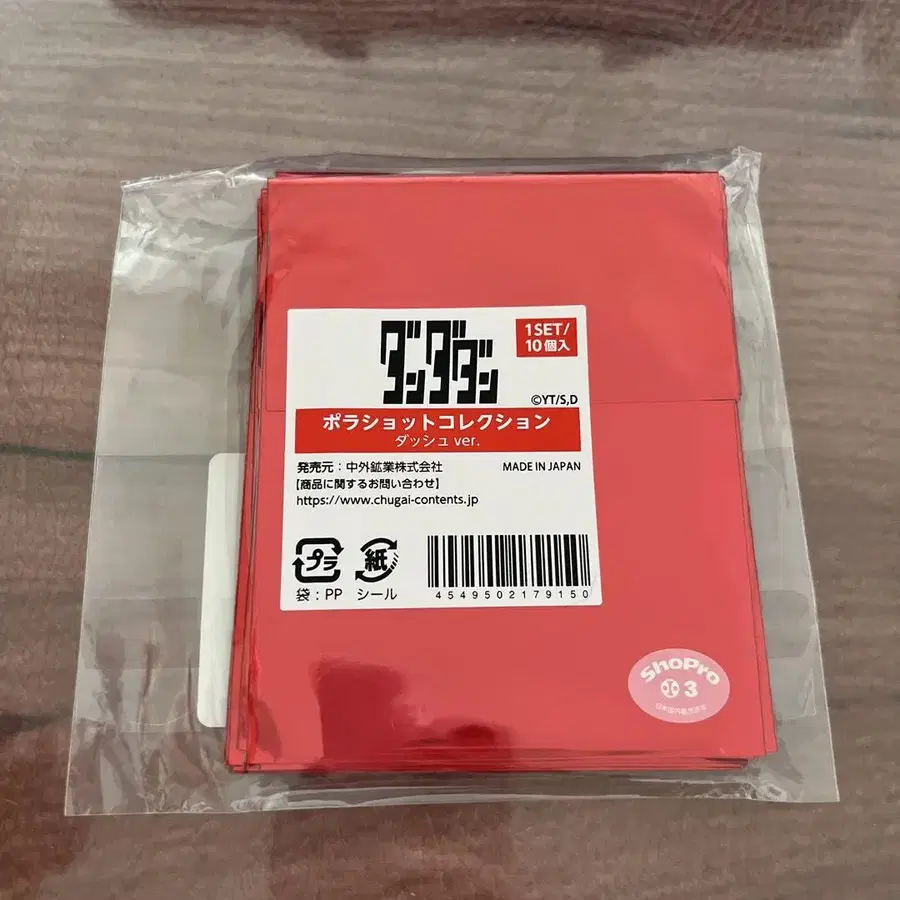 ダンダダン
1SET/
10個入
©YT/S,D
ポラショットコレクション
ダッシュ ver.
発売元：中外鉱業株式会社
MADE IN JAPAN
【商品に関するお問い合わせ】
https://www.chugai-contents.jp
プラ
紙
袋：PP シール
4549502179150
ShoPro
3